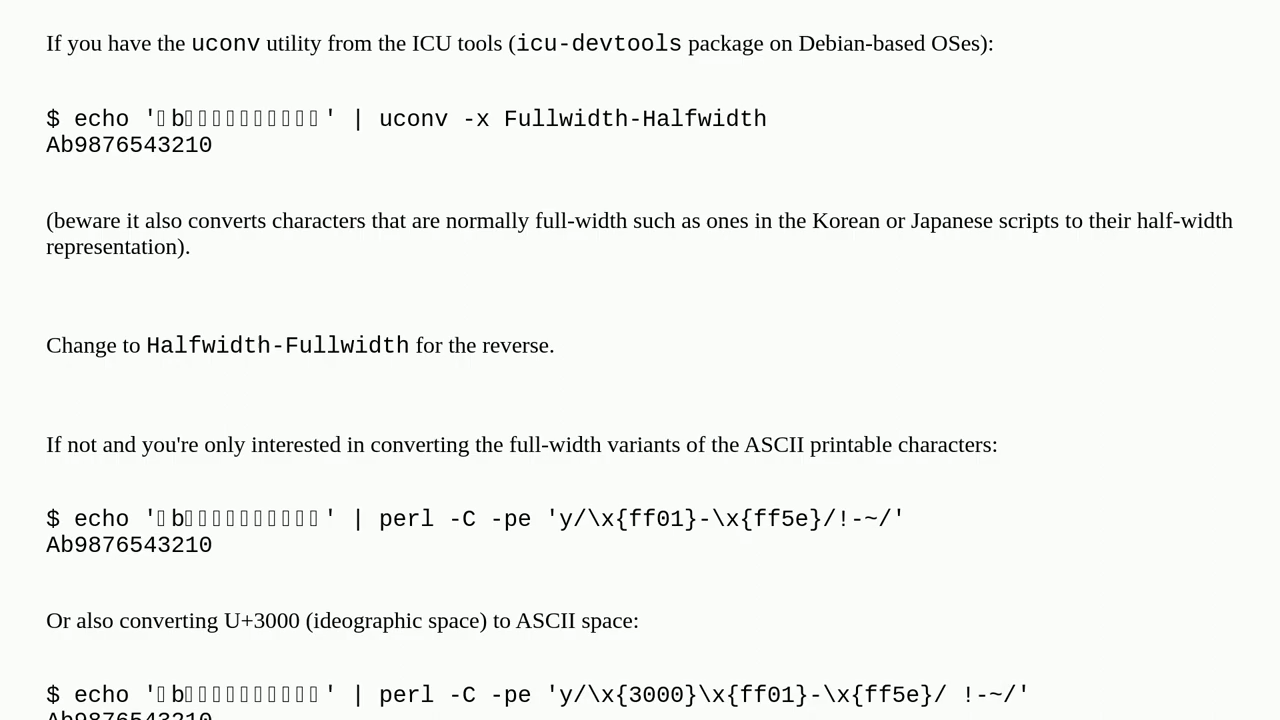 If you have the uconv utility from the ICU tools (icu-devtools package on Debian-based OSes):
$ echo '▯b▯▯▯▯▯▯▯▯▯▯' | uconv -x Fullwidth-Halfwidth
Ab9876543210
(beware it also converts characters that are normally full-width such as ones in the Korean or Japanese scripts to their half-width
representation).
Change to Halfwidth-Fullwidth for the reverse.
If not and you're only interested in converting the full-width variants of the ASCII printable characters:
$ echo '▯b▯▯▯▯▯▯▯▯▯▯' | perl -C -pe 'y/\x{ff01}-\x{ff5e}/!-~/'
Ab9876543210
Or also converting U+3000 (ideographic space) to ASCII space:
$ echo '▯b▯▯▯▯▯▯▯▯▯▯' | perl -C -pe 'y/\x{3000}\x{ff01}-\x{ff5e}/ !-~/'
Ab9876543210